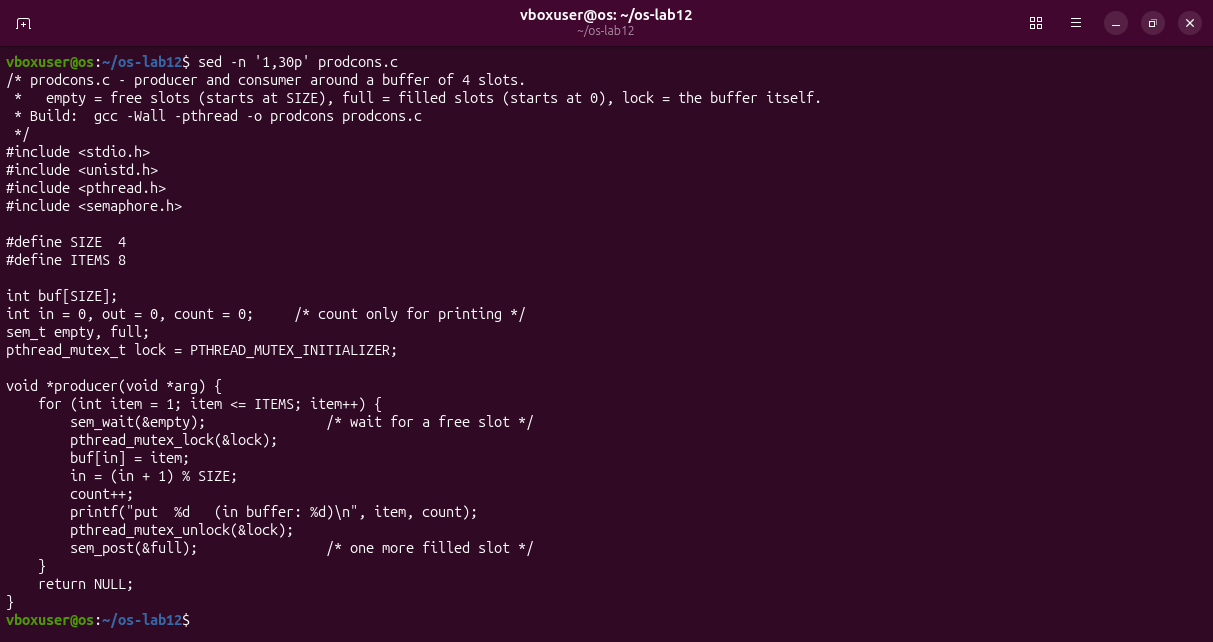 vboxuser@os: ~/os-lab12
~/os-lab12
vboxuser@os:~/os-lab12$ sed -n '1,30p' prodcons.c
/* prodcons.c - producer and consumer around a buffer of 4 slots.
 *   empty = free slots (starts at SIZE), full = filled slots (starts at 0), lock = the buffer itself.
 * Build:  gcc -Wall -pthread -o prodcons prodcons.c
 */
#include <stdio.h>
#include <unistd.h>
#include <pthread.h>
#include <semaphore.h>

#define SIZE  4
#define ITEMS 8

int buf[SIZE];
int in = 0, out = 0, count = 0;     /* count only for printing */
sem_t empty, full;
pthread_mutex_t lock = PTHREAD_MUTEX_INITIALIZER;

void *producer(void *arg) {
    for (int item = 1; item <= ITEMS; item++) {
        sem_wait(&empty);               /* wait for a free slot */
        pthread_mutex_lock(&lock);
        buf[in] = item;
        in = (in + 1) % SIZE;
        count++;
        printf("put  %d   (in buffer: %d)\n", item, count);
        pthread_mutex_unlock(&lock);
        sem_post(&full);                /* one more filled slot */
    }
    return NULL;
}
vboxuser@os:~/os-lab12$